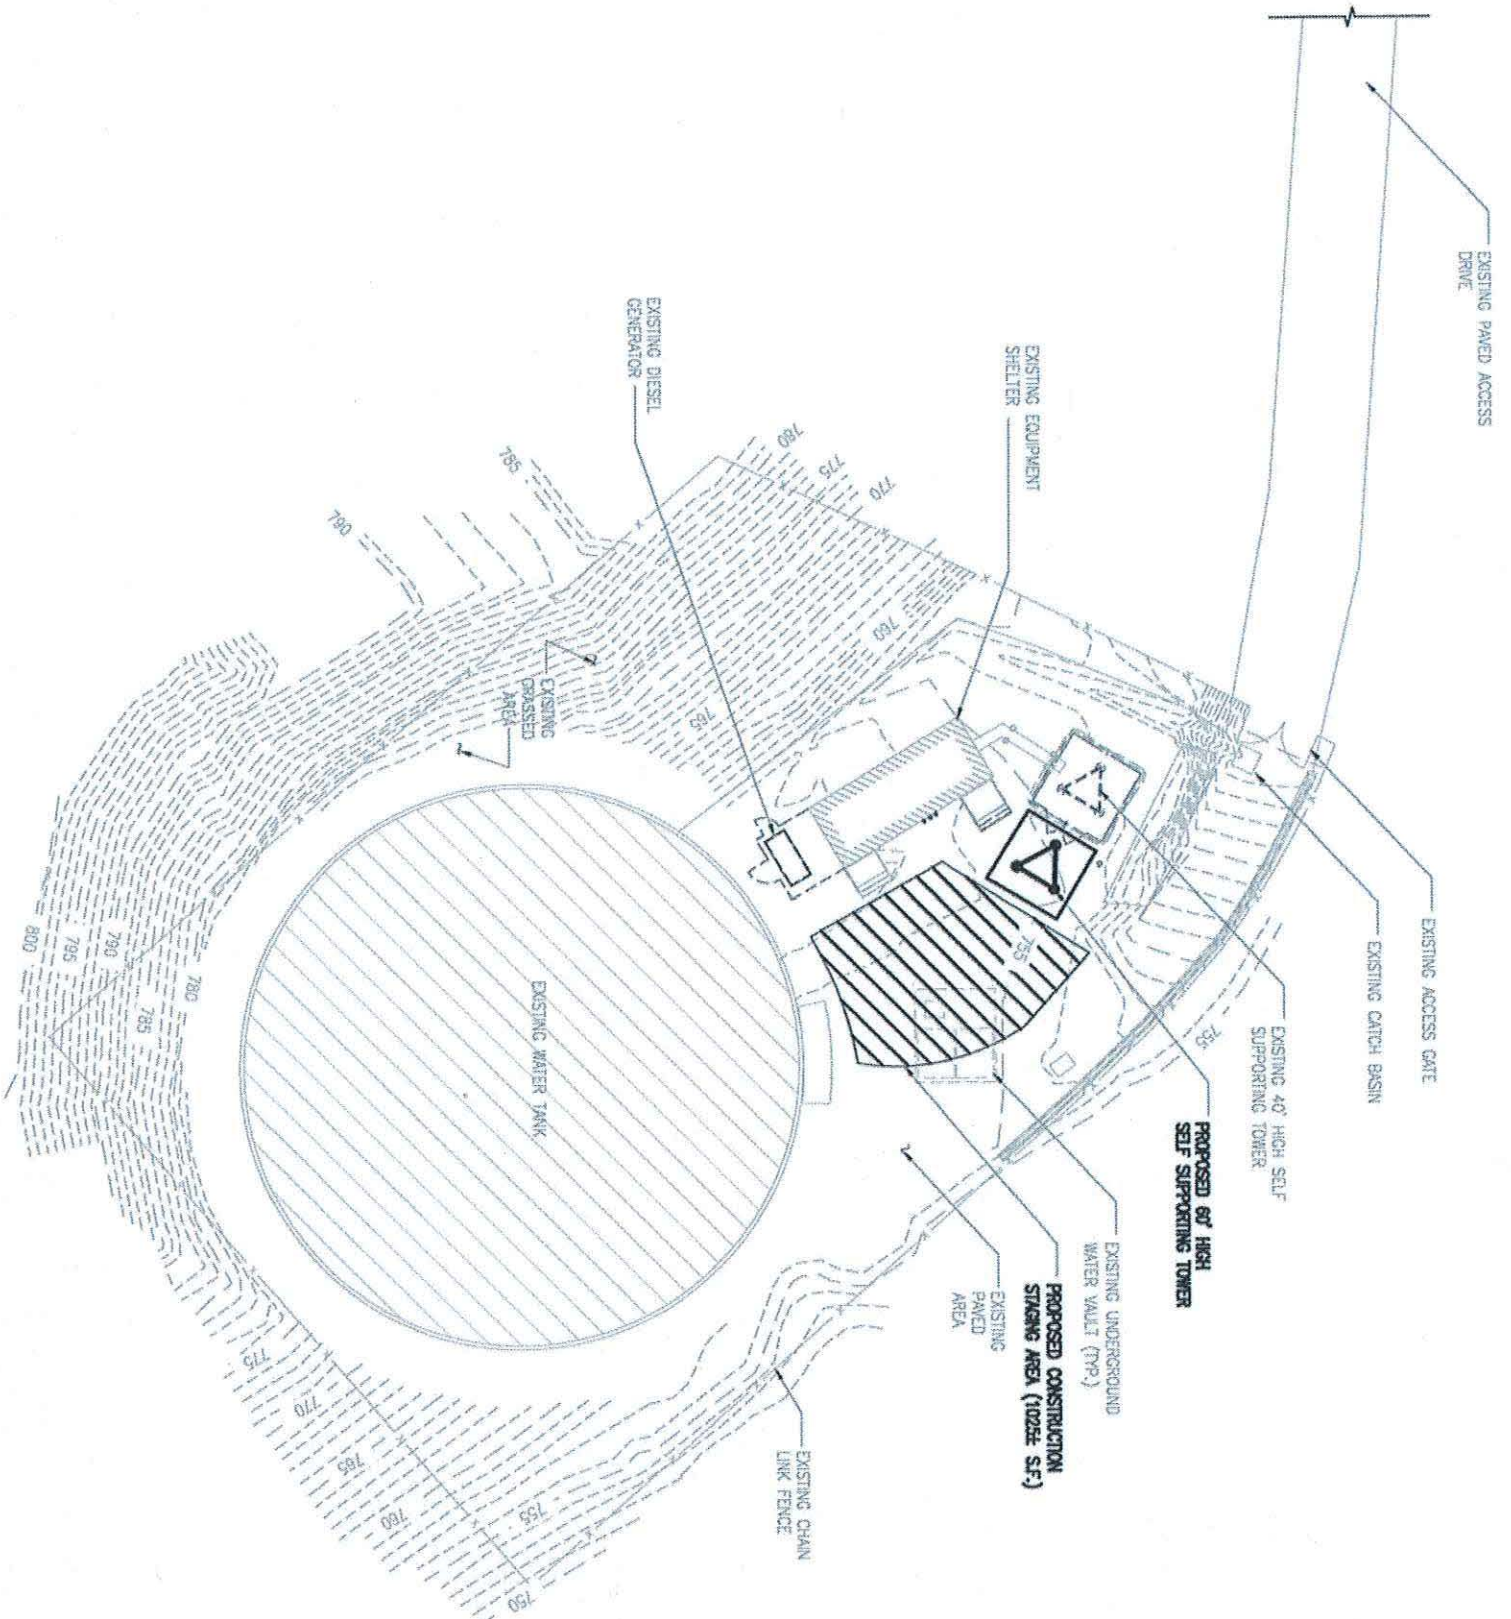 EXISTING PAVED ACCESS
DRIVE
EXISTING ACCESS GATE
EXISTING CATCH BASIN
EXISTING 40' HIGH SELF
SUPPORTING TOWER
PROPOSED 60' HIGH
SELF SUPPORTING TOWER
EXISTING UNDERGROUND
WATER VAULT (TYP.)
PROPOSED CONSTRUCTION
STAGING AREA (1025± S.F.)
EXISTING
PAVED
AREA
EXISTING CHAIN
LINK FENCE
EXISTING EQUIPMENT
SHELTER
EXISTING DIESEL
GENERATOR
EXISTING
GRASSED
AREA
EXISTING WATER TANK
780
775
770
760
765
785
790
755
755
800
795
790
785
780
775
770
765
760
755
750